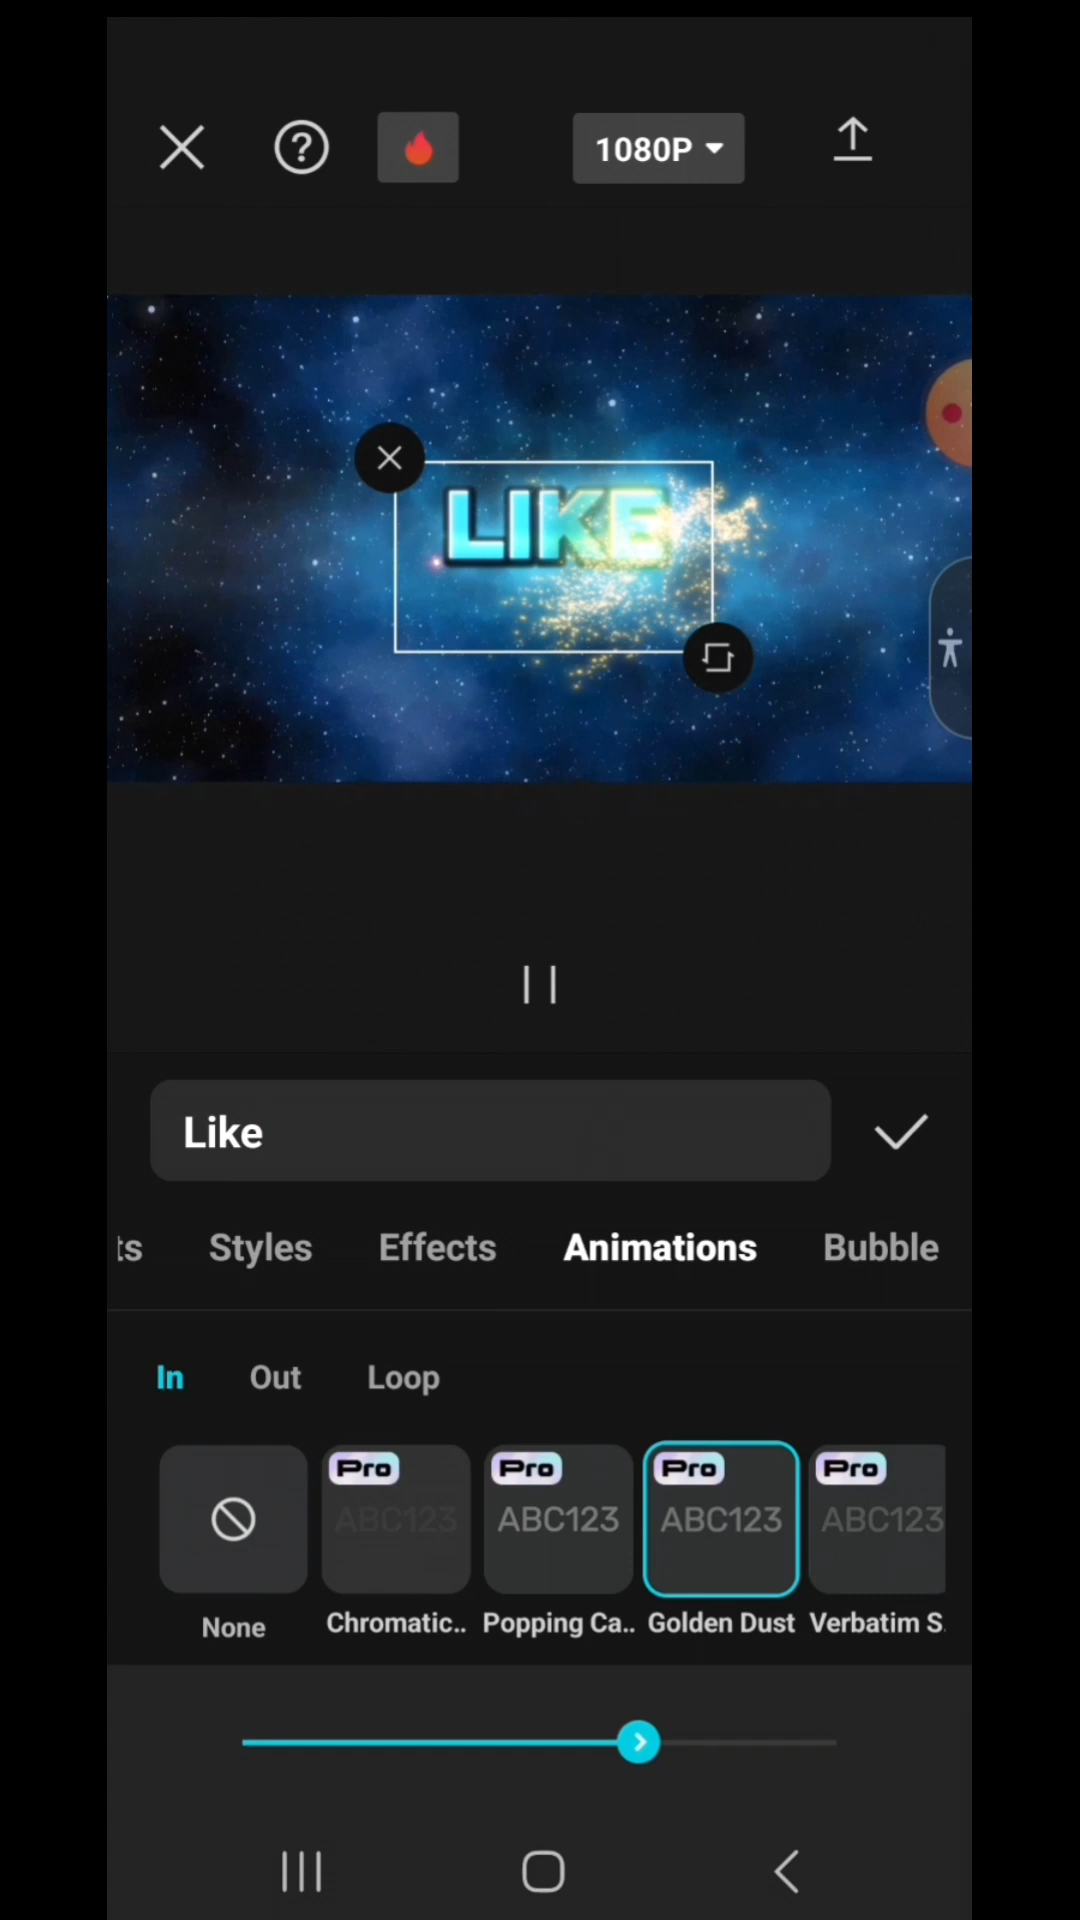 1080P
LIKE
Like
ts Styles Effects Animations Bubble
In Out Loop
Pro Pro Pro Pro
ABC123 ABC123 ABC123 ABC123
None Chromatic.. Popping Ca.. Golden Dust Verbatim S.